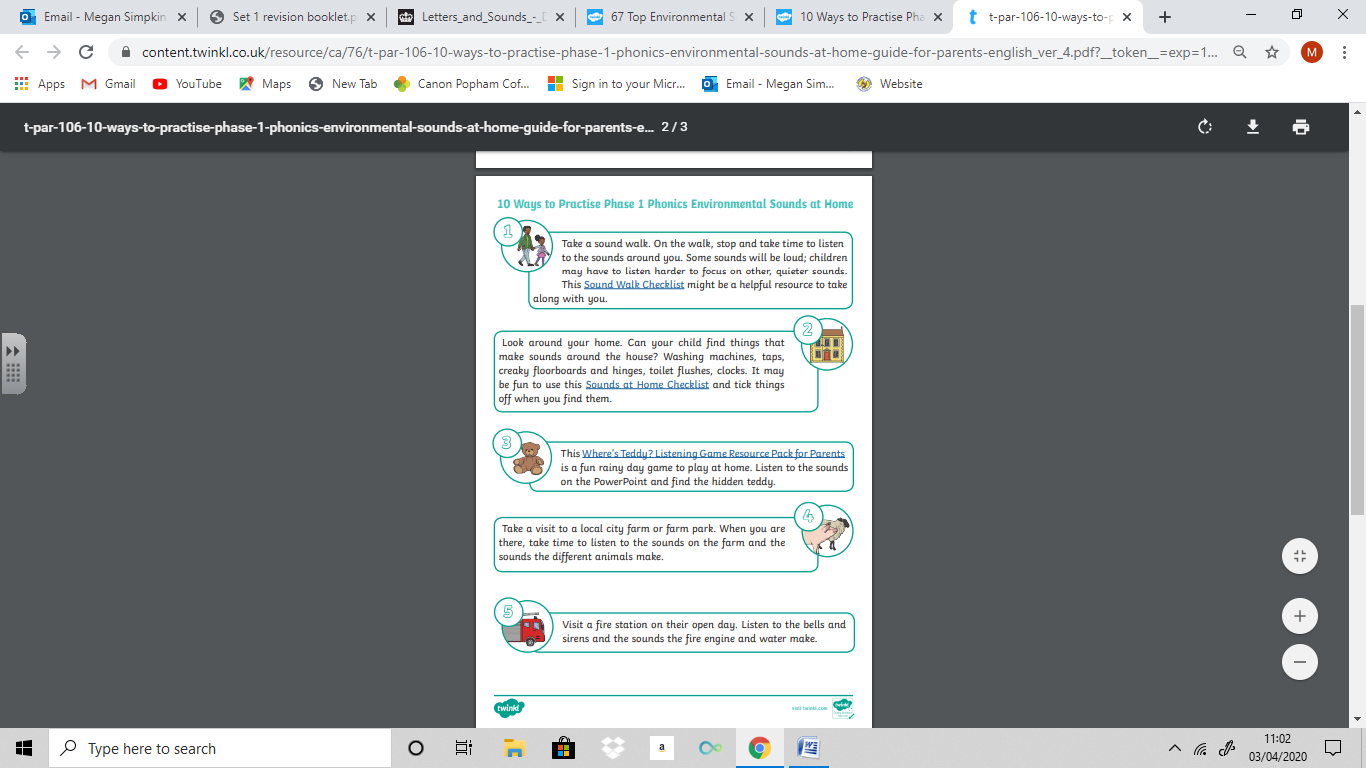 Email - Megan Simpkin
Set 1 revision booklet.p
Letters_and_Sounds_-_D
67 Top Environmental S
10 Ways to Practise Pha
t-par-106-10-ways-to-p
content.twinkl.co.uk/resource/ca/76/t-par-106-10-ways-to-practise-phase-1-phonics-environmental-sounds-at-home-guide-for-parents-english_ver_4.pdf?__token__=exp=1...
M
Apps
Gmail
YouTube
Maps
New Tab
Canon Popham Cof...
Sign in to your Micr...
Email - Megan Sim...
Website
t-par-106-10-ways-to-practise-phase-1-phonics-environmental-sounds-at-home-guide-for-parents-e... 2 / 3
10 Ways to Practise Phase 1 Phonics Environmental Sounds at Home
1
Take a sound walk. On the walk, stop and take time to listen
to the sounds around you. Some sounds will be loud; children
may have to listen harder to focus on other, quieter sounds.
This Sound Walk Checklist might be a helpful resource to take
along with you.
2
Look around your home. Can your child find things that
make sounds around the house? Washing machines, taps,
creaky floorboards and hinges, toilet flushes, clocks. It may
be fun to use this Sounds at Home Checklist and tick things
off when you find them.
3
This Where's Teddy? Listening Game Resource Pack for Parents
is a fun rainy day game to play at home. Listen to the sounds
on the PowerPoint and find the hidden teddy.
4
Take a visit to a local city farm or farm park. When you are
there, take time to listen to the sounds on the farm and the
sounds the different animals make.
5
Visit a fire station on their open day. Listen to the bells and
sirens and the sounds the fire engine and water make.
twinkl
visit twinkl.com
Type here to search
a
11:02
03/04/2020